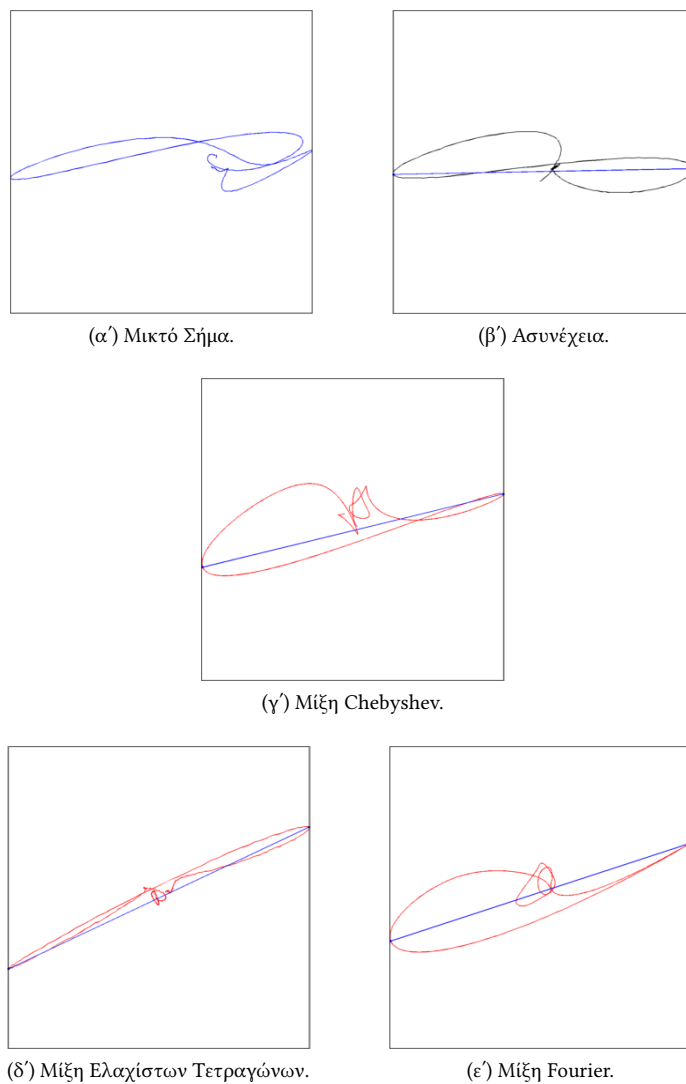 (α′) Μικτό Σήμα.
(β′) Ασυνέχεια.
(γ′) Μίξη Chebyshev.
(δ′) Μίξη Ελαχίστων Τετραγώνων.
(ε′) Μίξη Fourier.